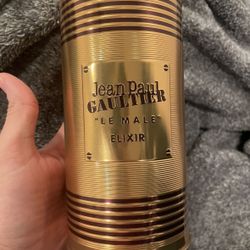 Jean Paul
GAULTIER
"LE MALE"
ELIXIR